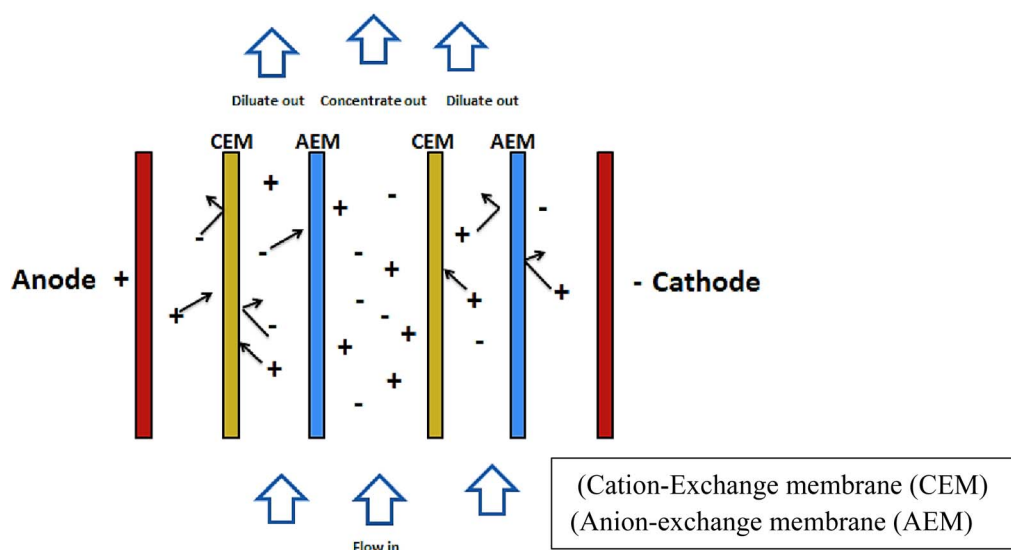 Diluate out Concentrate out Diluate out
CEM AEM CEM AEM
Anode + - Cathode
Flow in
(Cation-Exchange membrane (CEM)
(Anion-exchange membrane (AEM)